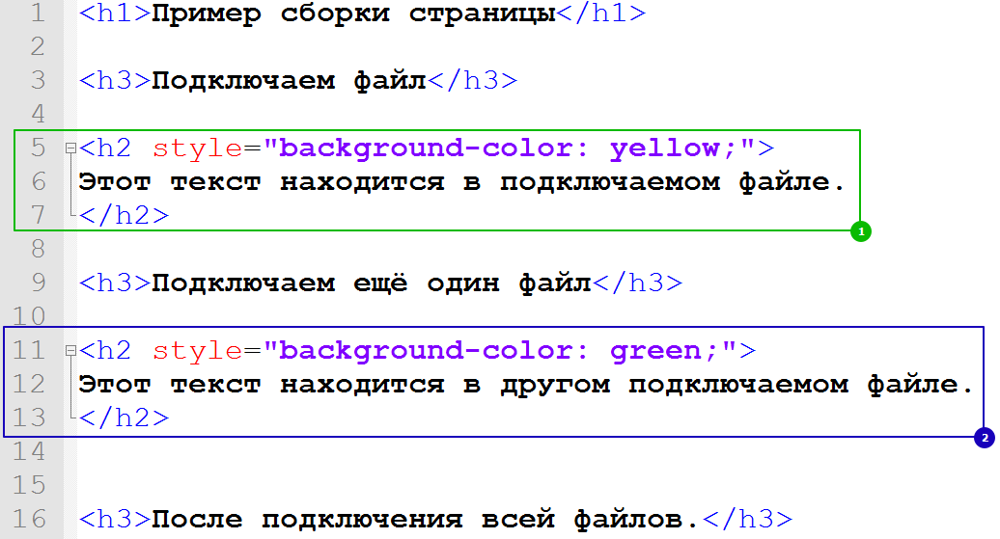 1 <h1>Пример сборки страницы</h1>
2
3 <h3>Подключаем файл</h3>
4
5 <h2 style="background-color: yellow;">
6 Этот текст находится в подключаемом файле.
7 </h2>
1
8
9 <h3>Подключаем ещё один файл</h3>
10
11 <h2 style="background-color: green;">
12 Этот текст находится в другом подключаемом файле.
13 </h2>
2
14
15
16 <h3>После подключения всей файлов.</h3>